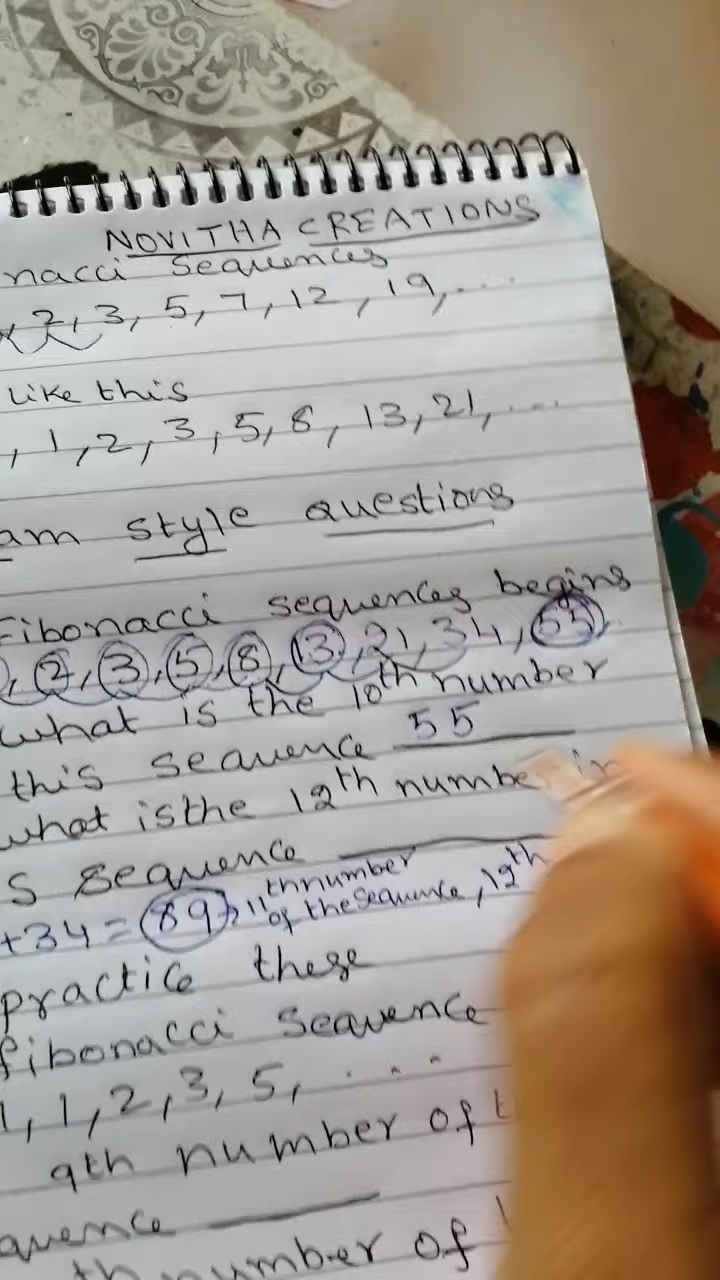 NOVITHA CREATIONS
nacci Sequences
2, 3, 5, 7, 12, 19, ....
like this
, 1, 2, 3, 5, 8, 13, 21, ....
am style questions
Fibonacci sequences begins
, 2, 3, 5, 8, 13, 21, 34, 55.
what is the 10th number
this sequence 55
what is the 12th number in
s sequence
+34 = 89 → 11th number of the sequence, 12th
practice these
fibonacci sequence
1, 1, 2, 3, 5, ....
9th number of t
quence
th number of